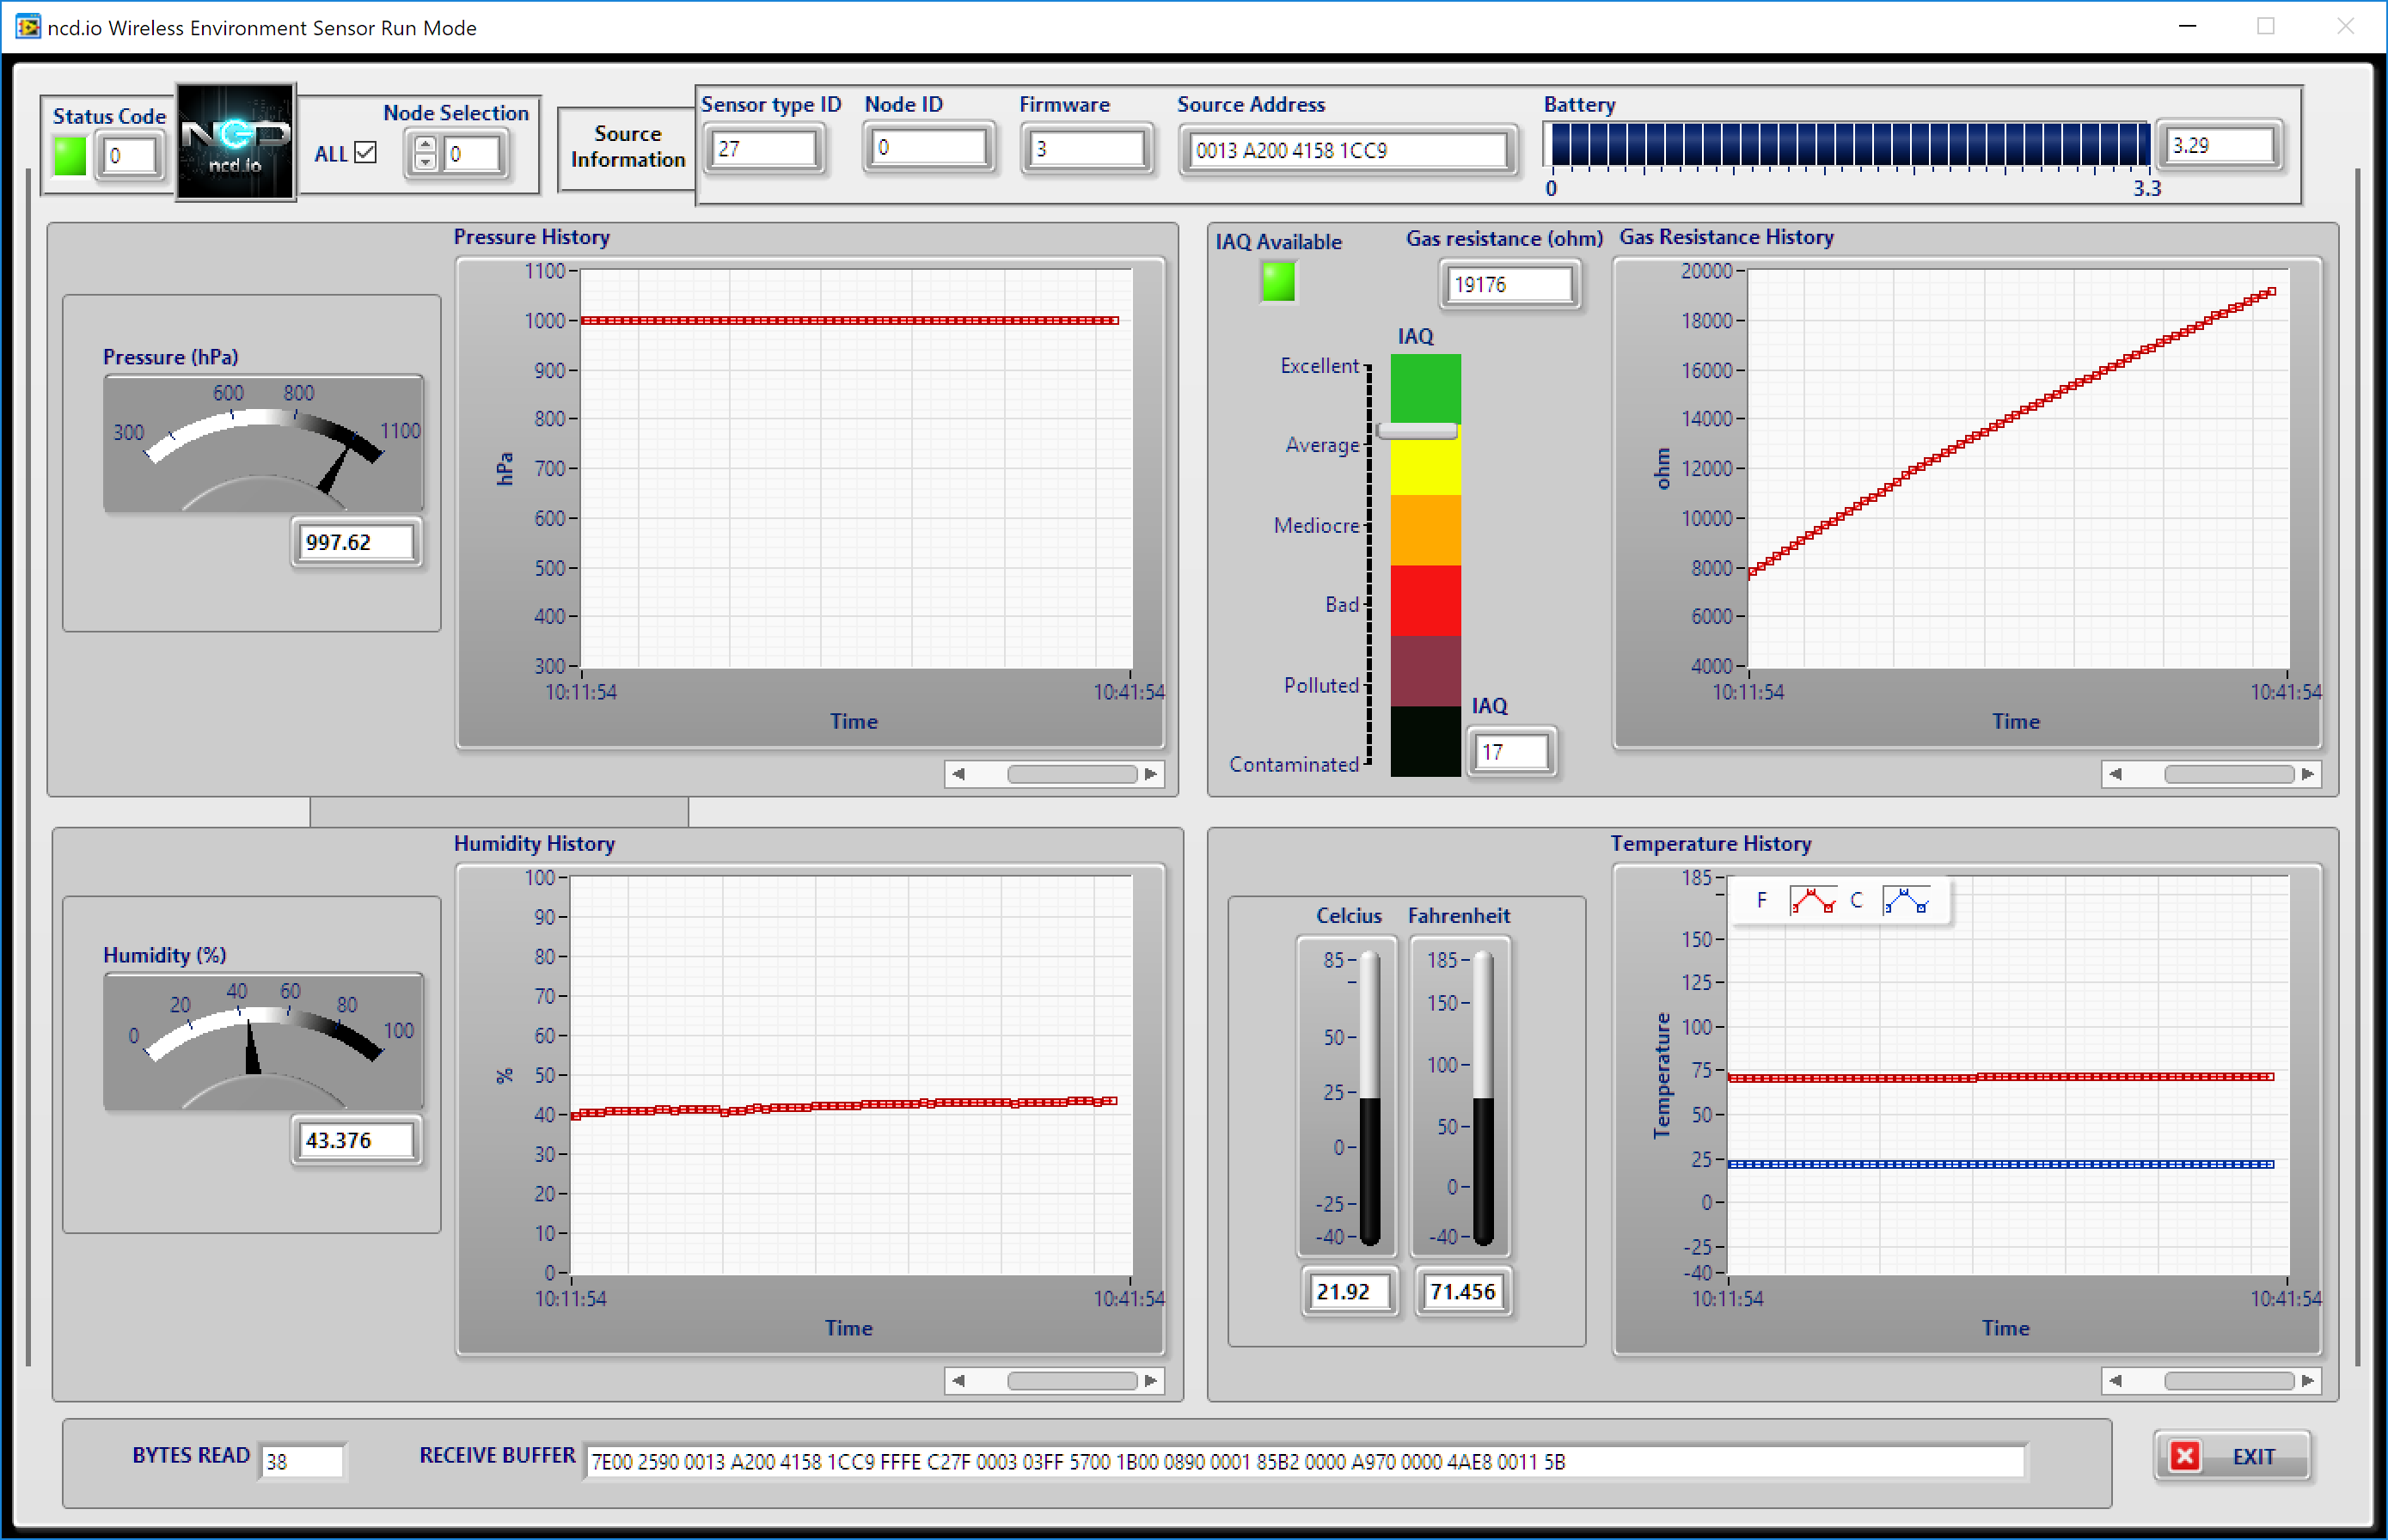 ncd.io Wireless Environment Sensor Run Mode
Status Code
0
NCD
ncd.io
ALL
Node Selection
0
Source
Information
Sensor type ID
27
Node ID
0
Firmware
3
Source Address
0013 A200 4158 1CC9
Battery
0
3.3
3.29
Pressure History
Pressure (hPa)
300
600
800
1100
997.62
hPa
1100
1000
900
800
700
600
500
400
300
10:11:54
10:41:54
Time
IAQ Available
Gas resistance (ohm)
19176
IAQ
Excellent
Average
Mediocre
Bad
Polluted
Contaminated
IAQ
17
Gas Resistance History
ohm
20000
18000
16000
14000
12000
10000
8000
6000
4000
10:11:54
10:41:54
Time
Humidity History
Humidity (%)
0
20
40
60
80
100
43.376
%
100
90
80
70
60
50
40
30
20
10
0
10:11:54
10:41:54
Time
Celcius
85
50
25
0
-25
-40
21.92
Fahrenheit
185
150
100
50
0
-40
71.456
Temperature History
F
C
Temperature
185
150
125
100
75
50
25
0
-25
-40
10:11:54
10:41:54
Time
BYTES READ
38
RECEIVE BUFFER
7E00 2590 0013 A200 4158 1CC9 FFFE C27F 0003 03FF 5700 1B00 0890 0001 85B2 0000 A970 0000 4AE8 0011 5B
EXIT